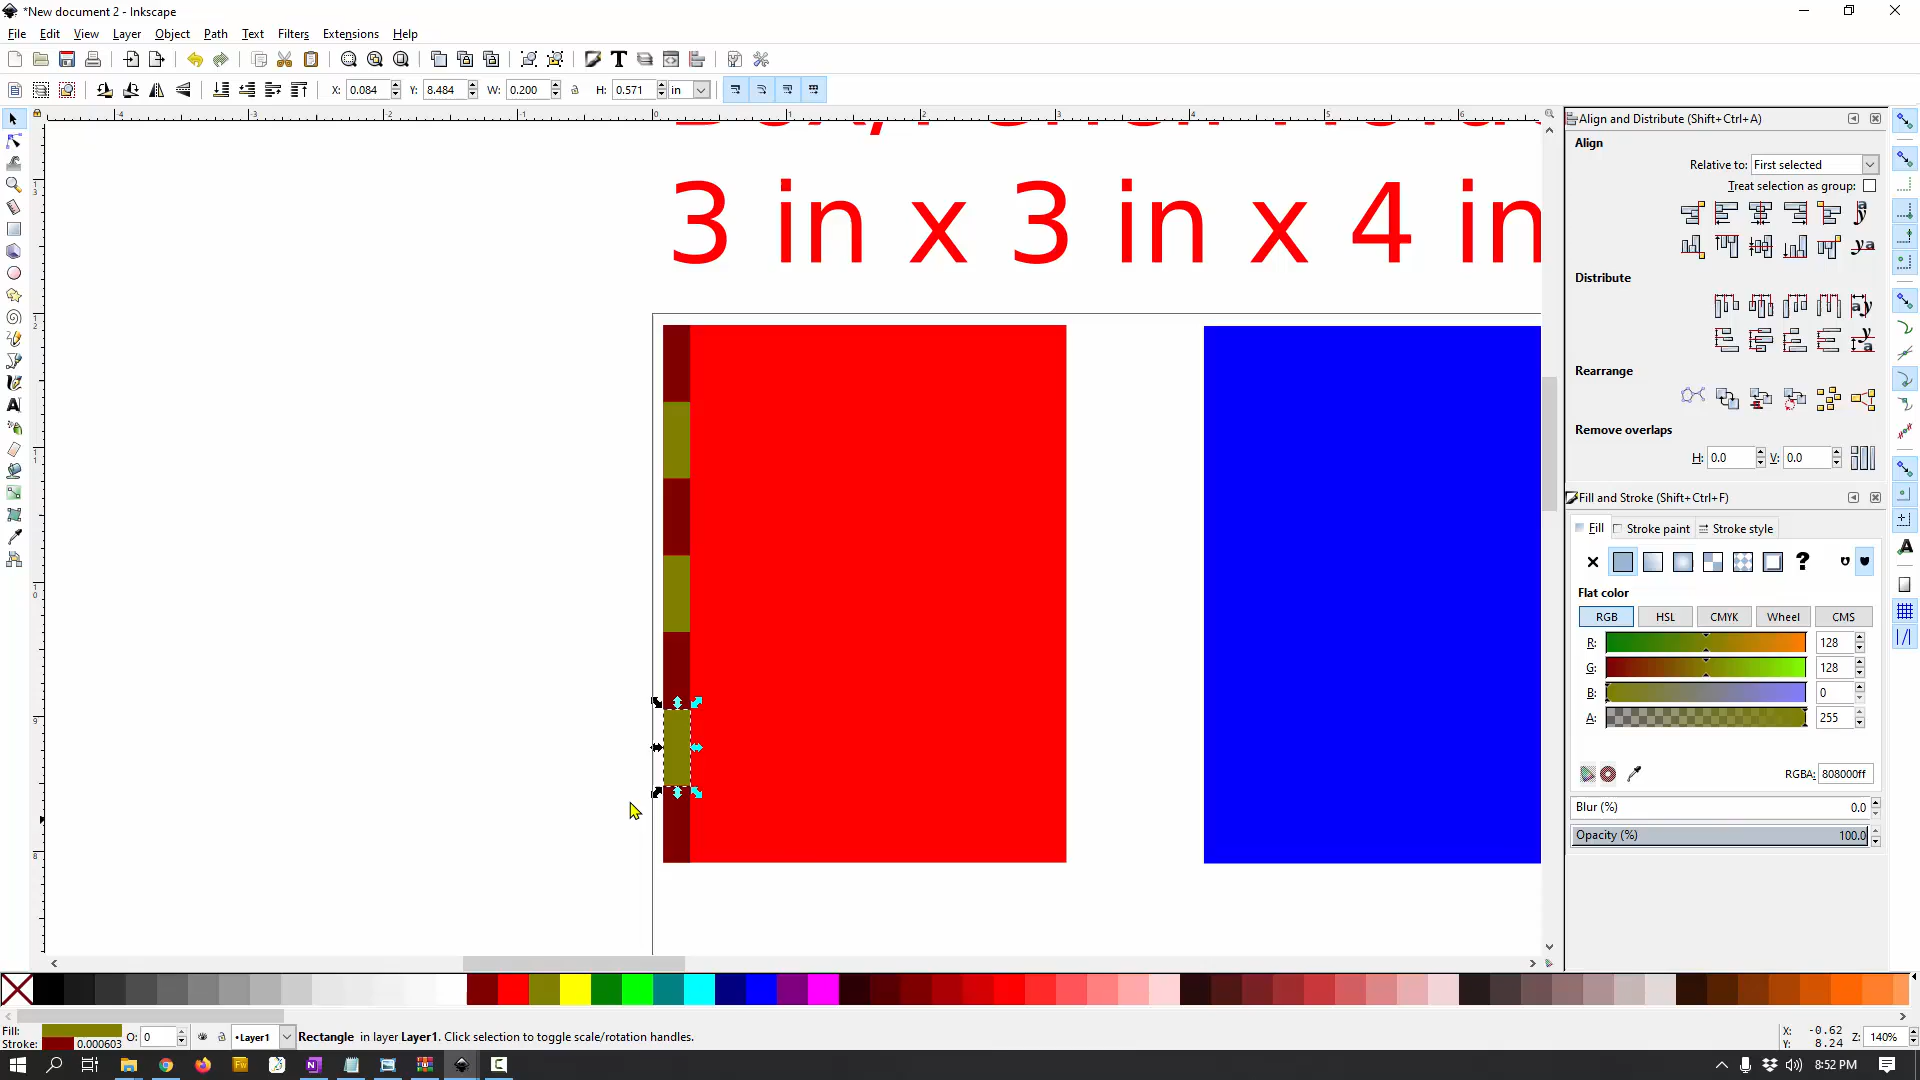 *New document 2 - Inkscape
File Edit View Layer Object Path Text Filters Extensions Help
X: 0.084 Y: 8.484 W: 0.200 H: 0.571 in
3 in x 3 in x 4 in
Align and Distribute (Shift+Ctrl+A)
Align
Relative to: First selected
Treat selection as group:
Distribute
Rearrange
Remove overlaps
H: 0.0 V: 0.0
Fill and Stroke (Shift+Ctrl+F)
Fill Stroke paint Stroke style
Flat color
RGB HSL CMYK Wheel CMS
R: 128
G: 128
B: 0
A: 255
RGBA: 808000ff
Blur (%) 0.0
Opacity (%) 100.0
Fill:
Stroke: 0.000603
O: 0
•Layer1
Rectangle in layer Layer1. Click selection to toggle scale/rotation handles.
X: -0.62
Y: 8.24
Z: 140%
8:52 PM